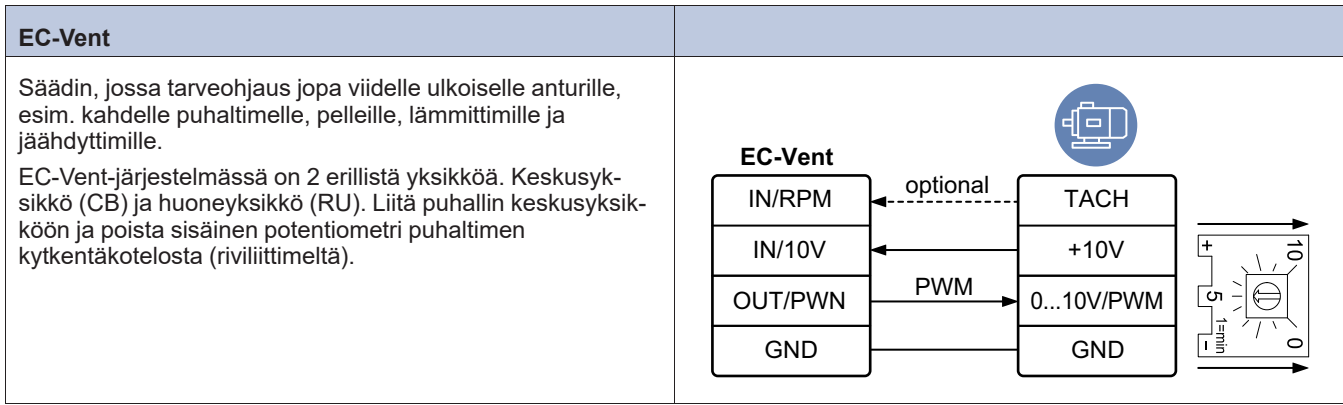 EC-Vent
Säädin, jossa tarveohjaus jopa viidelle ulkoiselle anturille,
esim. kahdelle puhaltimelle, pelleille, lämmittimille ja
jäähdyttimille.
EC-Vent-järjestelmässä on 2 erillistä yksikköä. Keskusyk-
sikkö (CB) ja huoneyksikkö (RU). Liitä puhallin keskusyksik-
köön ja poista sisäinen potentiometri puhaltimen
kytkentäkotelosta (riviliittimeltä).
EC-Vent
IN/RPM
optional
TACH
IN/10V
+10V
OUT/PWN
PWM
0...10V/PWM
GND
GND
+
10
5
1=min
-
0